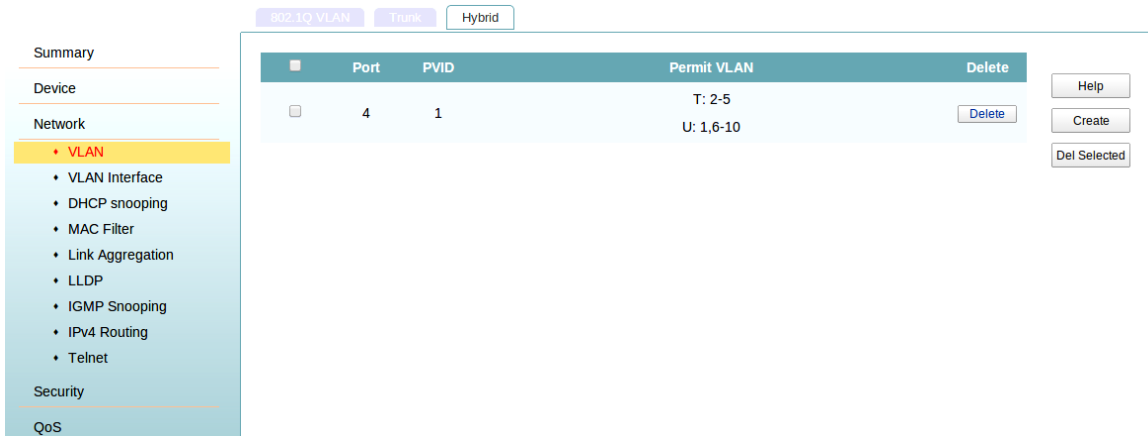 802.1Q VLAN Trunk Hybrid
Summary
Device
Network
VLAN
VLAN Interface
DHCP snooping
MAC Filter
Link Aggregation
LLDP
IGMP Snooping
IPv4 Routing
Telnet
Security
QoS
Port PVID Permit VLAN Delete
4 1 T: 2-5 Delete
U: 1,6-10
Help
Create
Del Selected